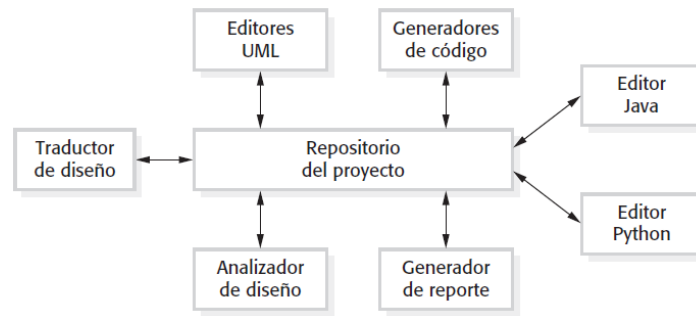 Editores
UML
Generadores
de código
Editor
Java
Traductor
de diseño
Repositorio
del proyecto
Editor
Python
Analizador
de diseño
Generador
de reporte